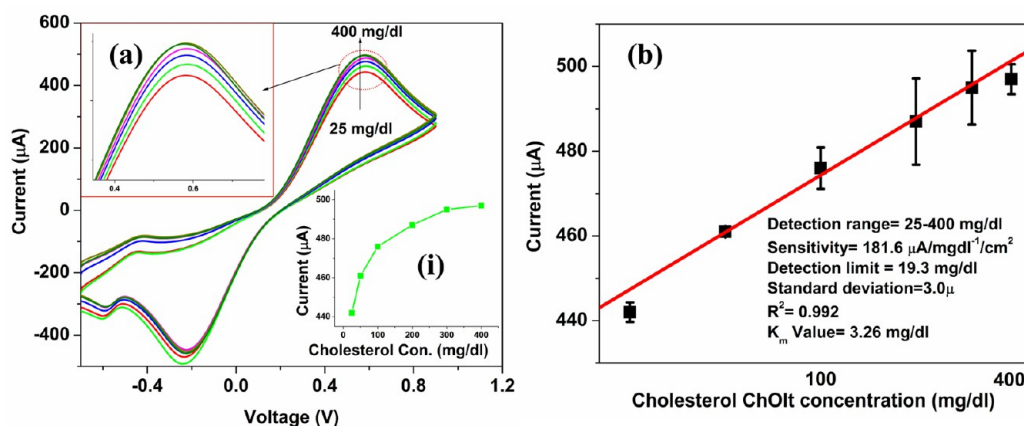 (a)
400 mg/dl
25 mg/dl
600
500
400
200
0
-200
-400
Current (μA)
0.4
0.6
-0.4
0.0
0.4
0.8
1.2
Voltage (V)
(i)
500
480
460
440
Current (μA)
0
100
200
300
400
Cholesterol Con. (mg/dl)
(b)
500
480
460
440
Current (μA)
Detection range= 25-400 mg/dl
Sensitivity= 181.6 μA/mgdl⁻¹/cm²
Detection limit = 19.3 mg/dl
Standard deviation=3.0μ
R²= 0.992
Kₘ Value= 3.26 mg/dl
100
400
Cholesterol ChOlt concentration (mg/dl)